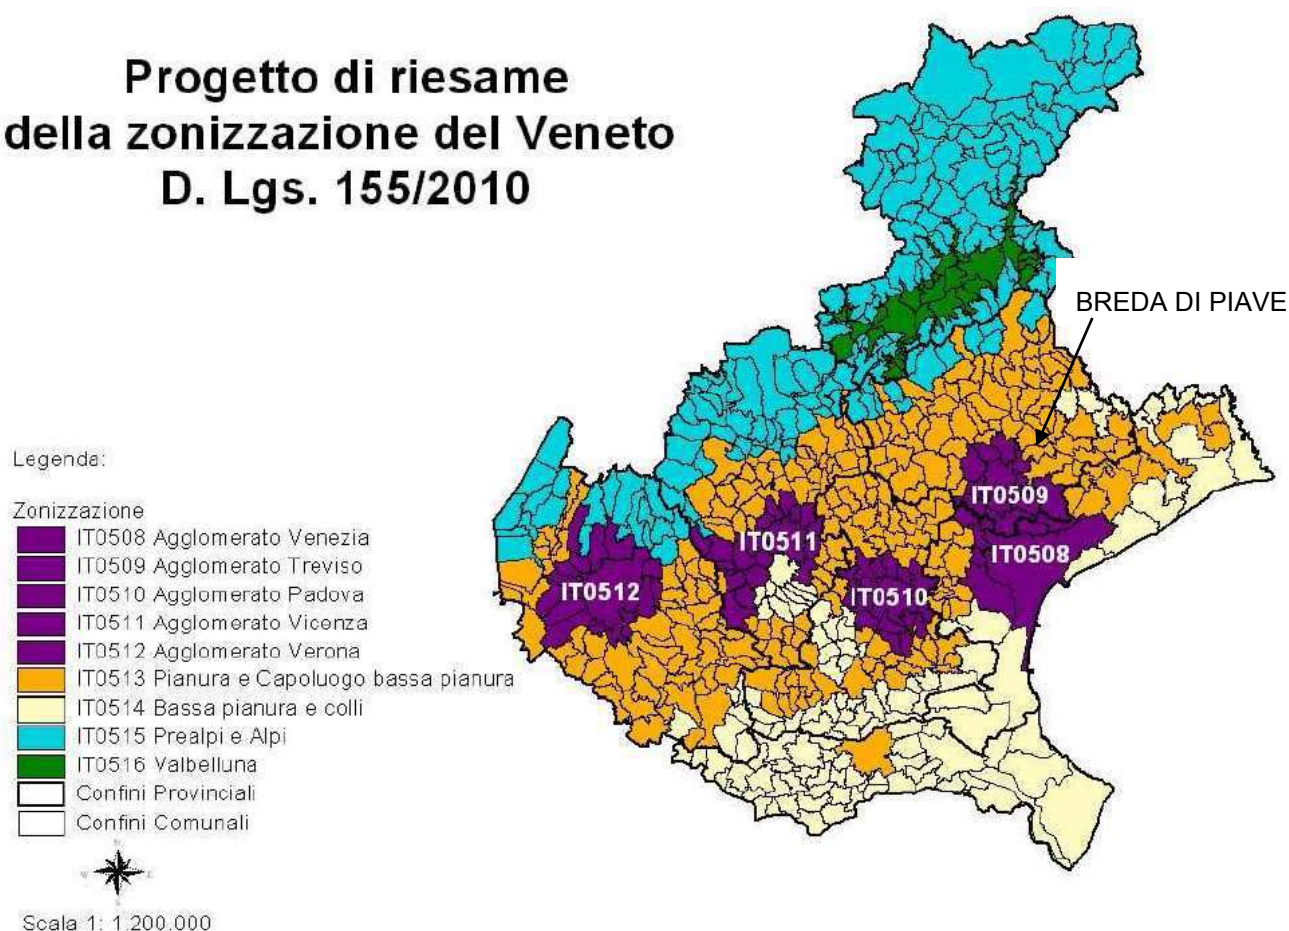 Progetto di riesame
della zonizzazione del Veneto
D. Lgs. 155/2010
BREDA DI PIAVE
IT0509
IT0511
IT0508
IT0512
IT0510
Legenda:
Zonizzazione
IT0508 Agglomerato Venezia
IT0509 Agglomerato Treviso
IT0510 Agglomerato Padova
IT0511 Agglomerato Vicenza
IT0512 Agglomerato Verona
IT0513 Pianura e Capoluogo bassa pianura
IT0514 Bassa pianura e colli
IT0515 Prealpi e Alpi
IT0516 Valbelluna
Confini Provinciali
Confini Comunali
Scala 1: 1.200.000